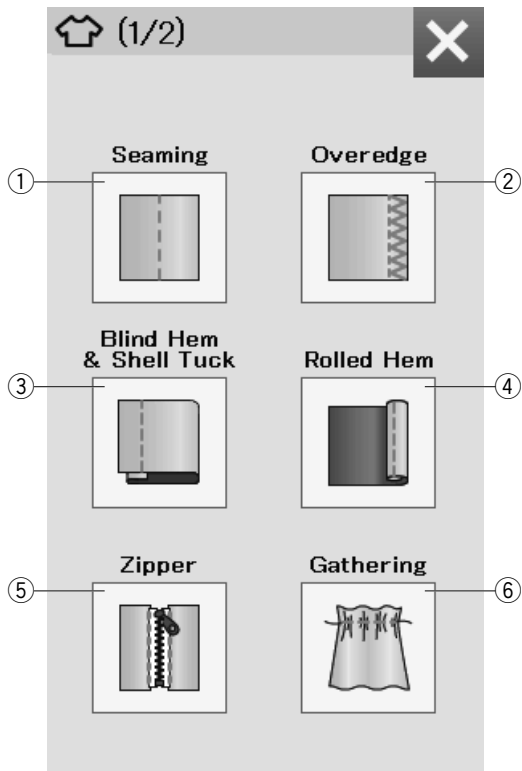 (1/2)
Seaming
Overedge
① ②
Blind Hem
& Shell Tuck
Rolled Hem
③ ④
Zipper
Gathering
⑤ ⑥